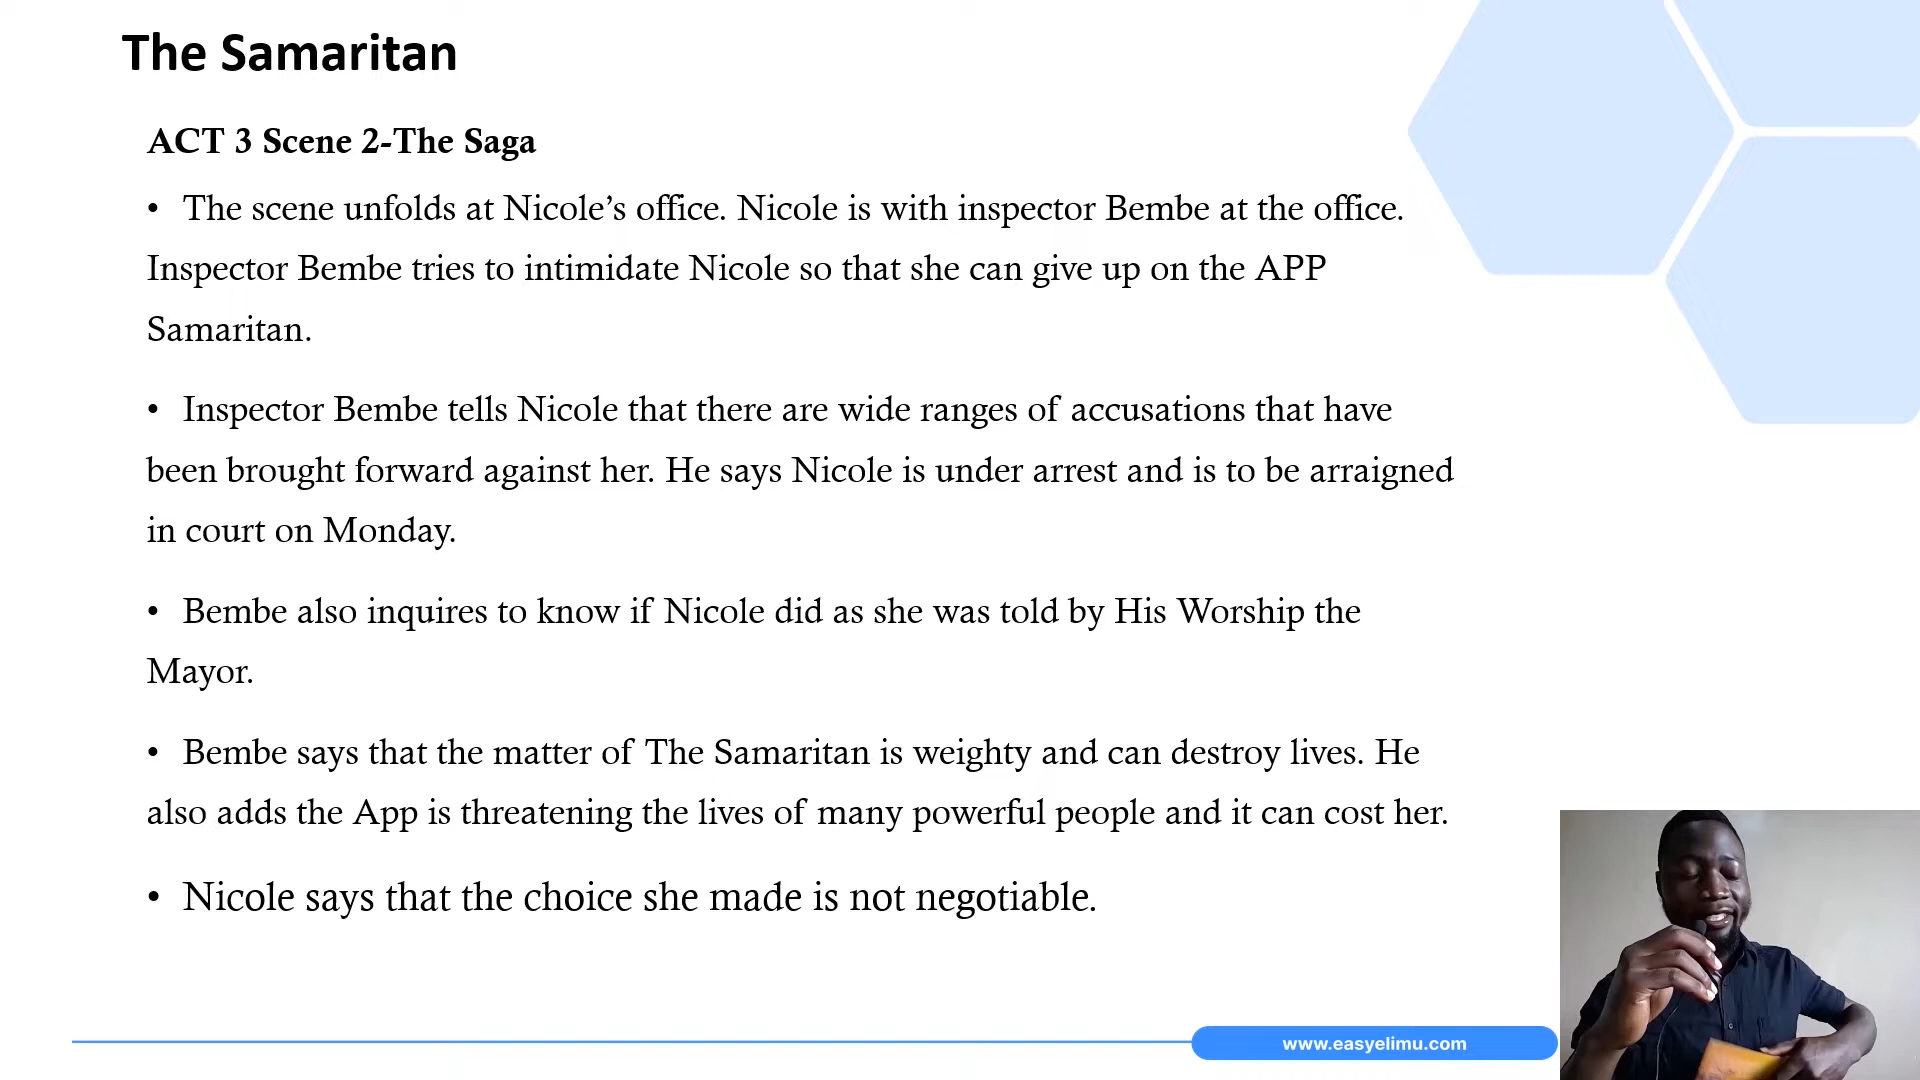 The Samaritan
ACT 3 Scene 2-The Saga
• The scene unfolds at Nicole’s office. Nicole is with inspector Bembe at the office.
Inspector Bembe tries to intimidate Nicole so that she can give up on the APP
Samaritan.
• Inspector Bembe tells Nicole that there are wide ranges of accusations that have
been brought forward against her. He says Nicole is under arrest and is to be arraigned
in court on Monday.
• Bembe also inquires to know if Nicole did as she was told by His Worship the
Mayor.
• Bembe says that the matter of The Samaritan is weighty and can destroy lives. He
also adds the App is threatening the lives of many powerful people and it can cost her.
• Nicole says that the choice she made is not negotiable.
www.easyelimu.com